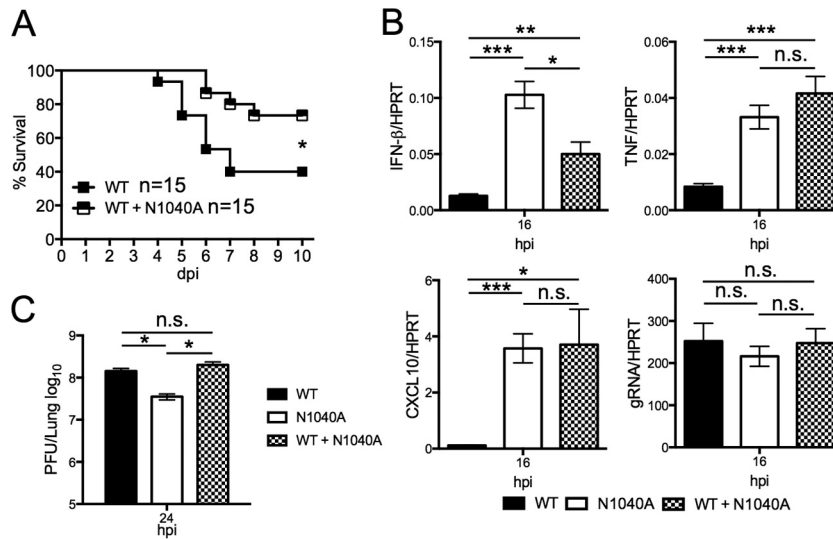 A
% Survival
100
80
60
40
20
0
WT n=15
WT + N1040A n=15
*
0 1 2 3 4 5 6 7 8 9 10
dpi
B
IFN-β/HPRT
0.15
0.10
0.05
0.00
**
***
*
16
hpi
TNF/HPRT
0.06
0.04
0.02
0.00
***
***
n.s.
16
hpi
CXCL10/HPRT
6
4
2
0
*
***
n.s.
16
hpi
gRNA/HPRT
400
300
200
100
0
n.s.
n.s.
n.s.
16
hpi
WT N1040A WT + N1040A
C
PFU/Lung log10
9
8
7
6
5
n.s.
*
*
24
hpi
WT
N1040A
WT + N1040A